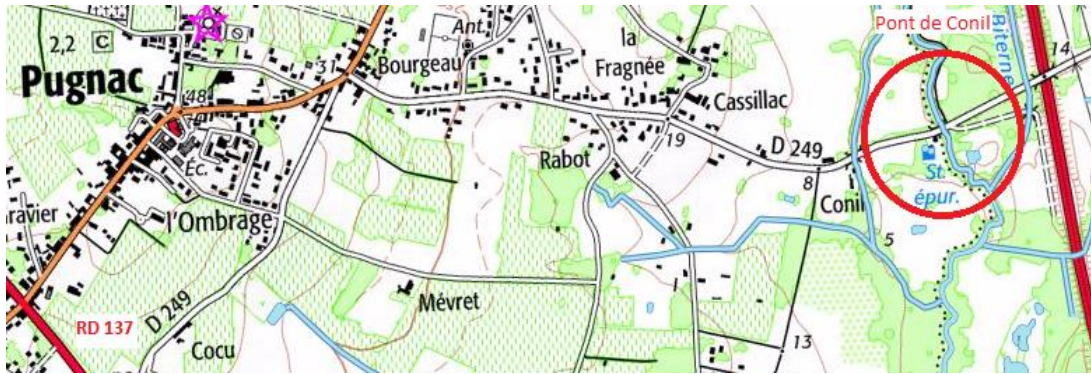 Pont de Conil
2,2
C
Pugnac
48
31
Bourgeau
Ant.
la
Fragnée
Cassillac
Biterne
14
Éc.
Rabot
19
D 249
8
Conil
St
épur.
5
ravier
l'Ombrage
RD 137
D 249
Cocu
Mévret
13